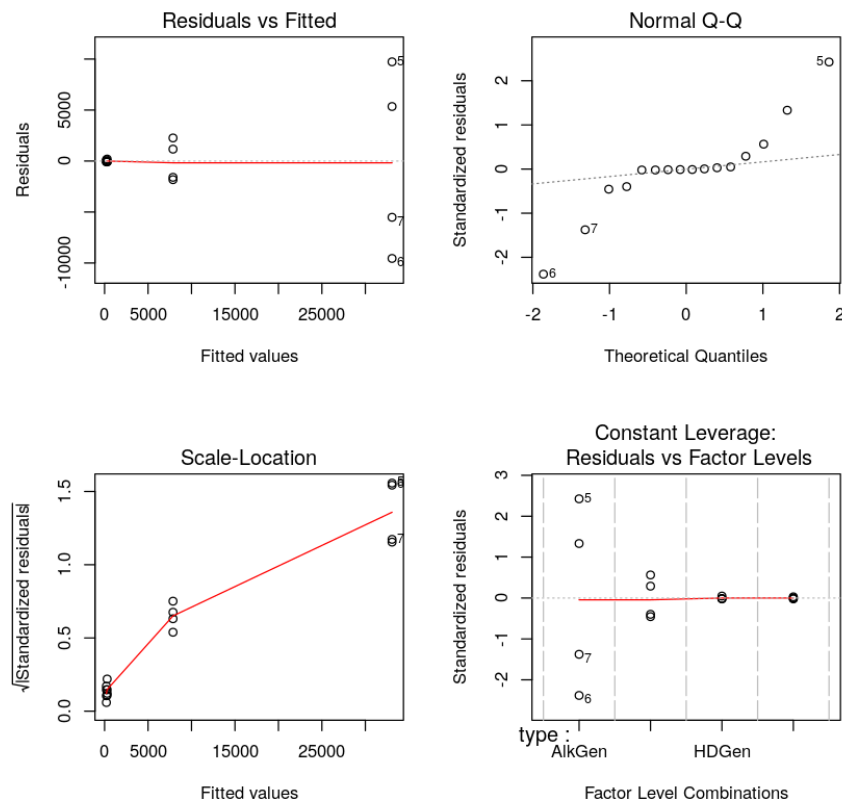 Residuals vs Fitted
Residuals
5000
0
-10000
5
7
6
0 5000 15000 25000
Fitted values
Normal Q-Q
Standardized residuals
2
1
0
-1
-2
5
7
6
-2 -1 0 1 2
Theoretical Quantiles
Scale-Location
√|Standardized residuals|
1.5
1.0
0.5
0.0
7
0 5000 15000 25000
Fitted values
Constant Leverage:
Residuals vs Factor Levels
Standardized residuals
3
2
1
0
-1
-2
5
7
6
type :
AlkGen HDGen
Factor Level Combinations